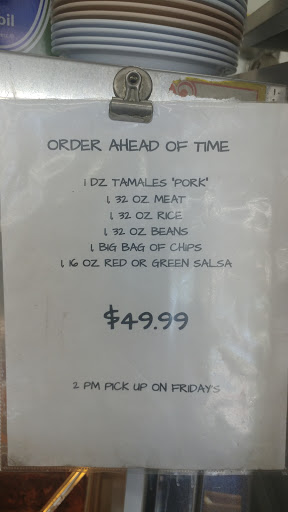 oil
ORDER AHEAD OF TIME
1 DZ TAMALES "PORK"
1, 32 OZ MEAT
1, 32 OZ RICE
1, 32 OZ BEANS
1, BIG BAG OF CHIPS
1, 16 OZ RED OR GREEN SALSA
$49.99
2 PM PICK UP ON FRIDAYS